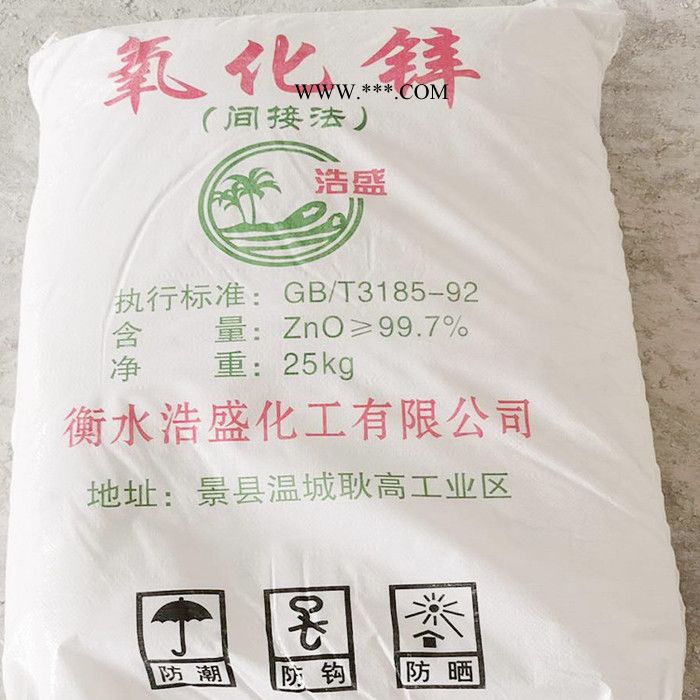 氧化锌
WWW.***.COM
(间接法)
浩盛
执行标准: GB/T3185-92
含 量: ZnO≥99.7%
净 重: 25kg
衡水浩盛化工有限公司
地址: 景县温城耿高工业区
防潮 防钩 防晒